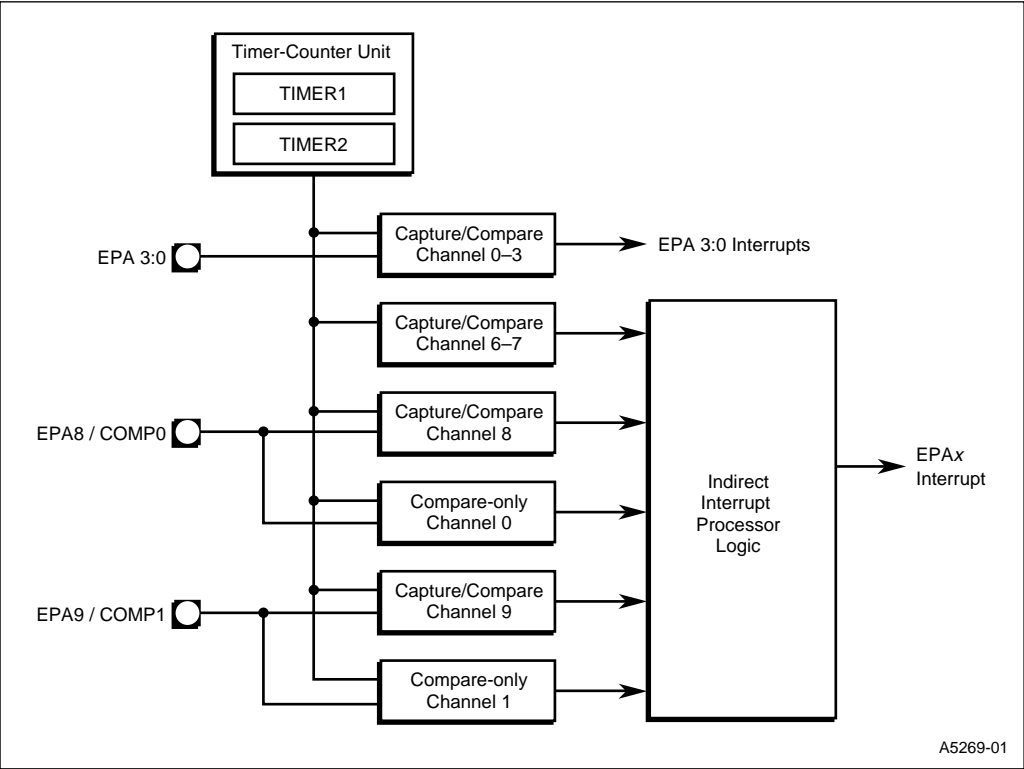 Timer-Counter Unit
TIMER1
TIMER2
EPA 3:0
Capture/Compare
Channel 0–3
EPA 3:0 Interrupts
Capture/Compare
Channel 6–7
EPA8 / COMP0
Capture/Compare
Channel 8
Compare-only
Channel 0
EPA9 / COMP1
Capture/Compare
Channel 9
Compare-only
Channel 1
Indirect
Interrupt
Processor
Logic
EPAx
Interrupt
A5269-01